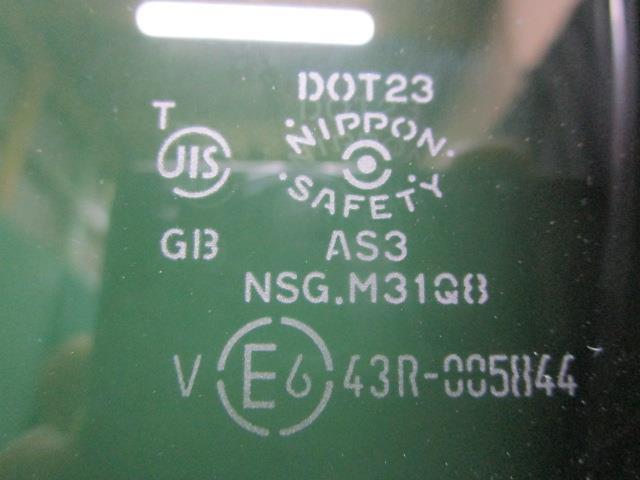 DOT23
T
NIPPON
JIS
SAFETY
GB AS3
NSG.M31Q8
V E6 43R-005844